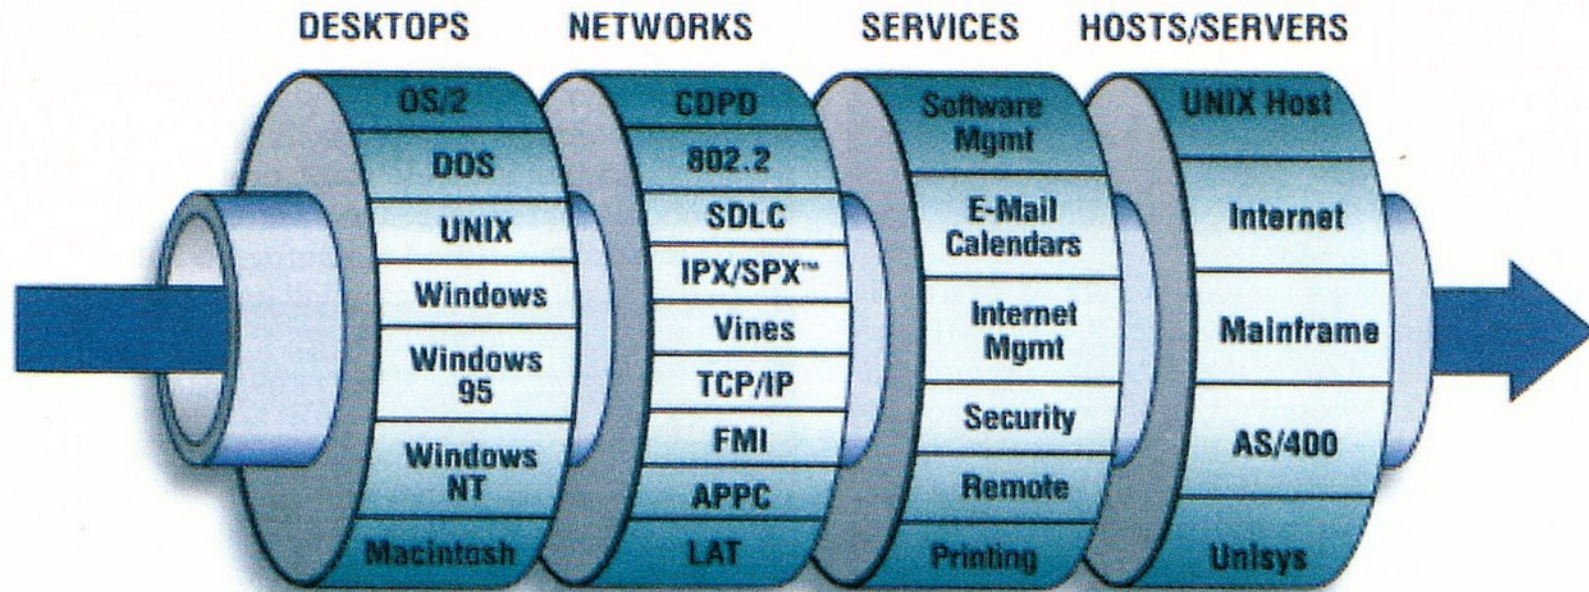 DESKTOPS
NETWORKS
SERVICES
HOSTS/SERVERS
OS/2
DOS
UNIX
Windows
Windows
95
Windows
NT
Macintosh
CDPD
802.2
SDLC
IPX/SPX™
Vines
TCP/IP
FMI
APPC
LAT
Software
Mgmt
E-Mail
Calendars
Internet
Mgmt
Security
Remote
Printing
UNIX Host
Internet
Mainframe
AS/400
Unisys